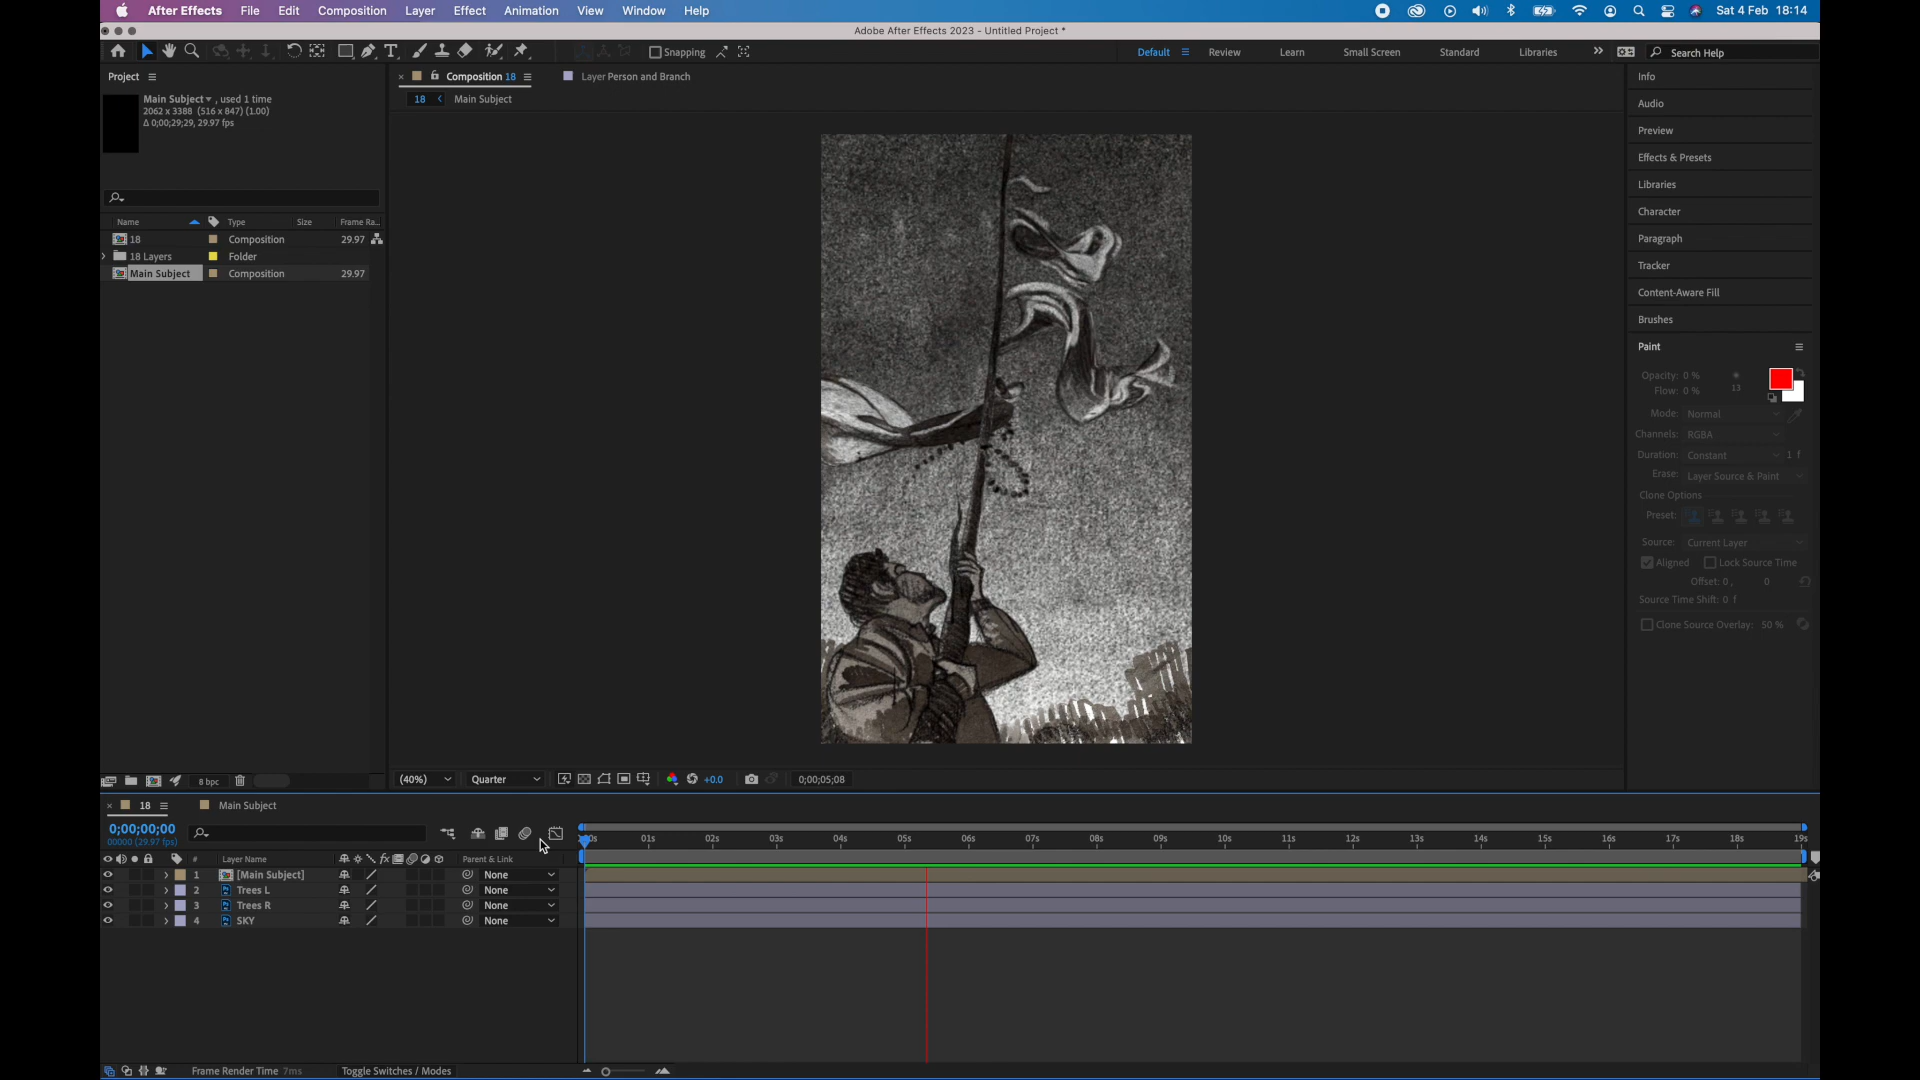 After Effects File Edit Composition Layer Effect Animation View Window Help Sat 4 Feb 18:14
Adobe After Effects 2023 - Untitled Project *
Snapping Default Review Learn Small Screen Standard Libraries Search Help
Project
Main Subject , used 1 time
2062 x 3388 (516 x 847) (1.00)
Δ 0;00;29;29, 29.97 fps
Name Type Size Frame Ra...
18 Composition 29.97
18 Layers Folder
Main Subject Composition 29.97
8 bpc
Composition 18 Layer Person and Branch
18 Main Subject
(40%) Quarter +0.0 0;00;05;08
Info
Audio
Preview
Effects & Presets
Libraries
Character
Paragraph
Tracker
Content-Aware Fill
Brushes
Paint
Opacity: 0 %
Flow: 0 % 13
Mode: Normal
Channels: RGBA
Duration: Constant 1 f
Erase: Layer Source & Paint
Clone Options
Preset:
Source: Current Layer
Aligned Lock Source Time
Offset: 0 , 0
Source Time Shift: 0 f
Clone Source Overlay: 50 %
18 Main Subject
0;00;00;00
00000 (29.97 fps)
01s 02s 03s 04s 05s 06s 07s 08s 09s 10s 11s 12s 13s 14s 15s 16s 17s 18s 19s
# Layer Name fx Parent & Link
1 [Main Subject] None
2 Trees L None
3 Trees R None
4 SKY None
Frame Render Time 7ms Toggle Switches / Modes